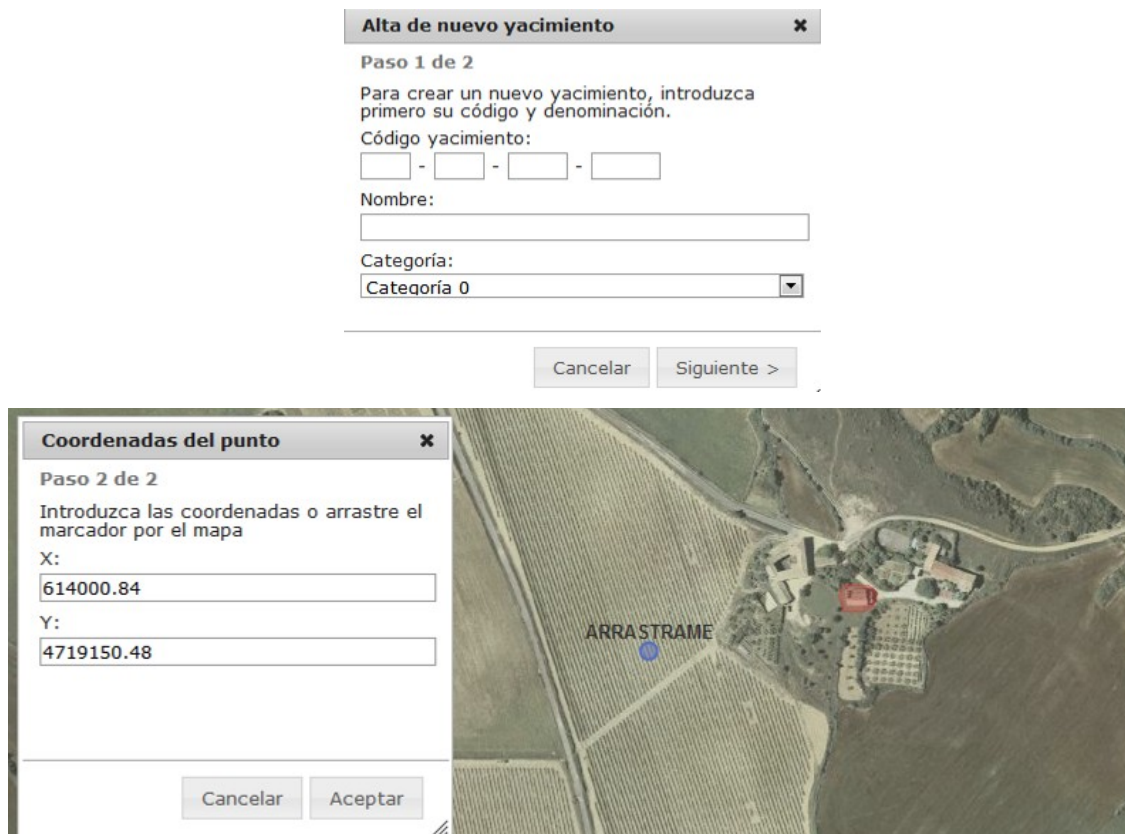 Alta de nuevo yacimiento
Paso 1 de 2
Para crear un nuevo yacimiento, introduzca
primero su código y denominación.
Código yacimiento:
- - -
Nombre:
Categoría:
Categoría 0
Cancelar Siguiente >
Coordenadas del punto
Paso 2 de 2
Introduzca las coordenadas o arrastre el
marcador por el mapa
X:
614000.84
Y:
4719150.48
Cancelar Aceptar
ARRASTRAME